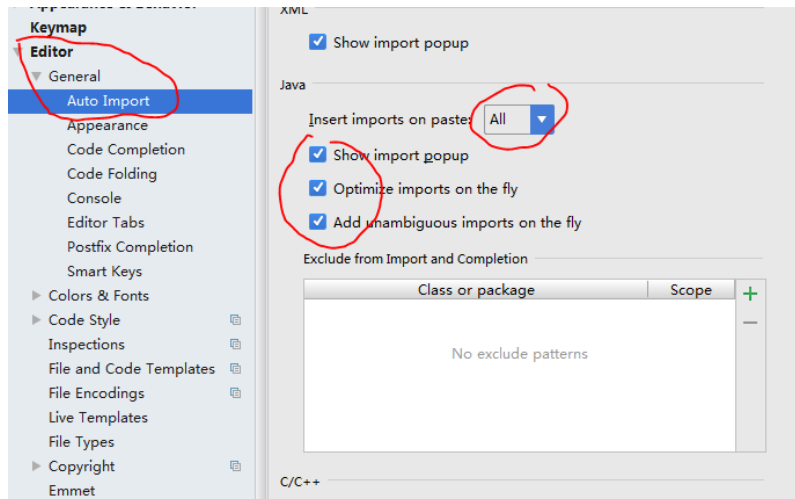 Appearance & Behavior
Keymap
Editor
General
Auto Import
Appearance
Code Completion
Code Folding
Console
Editor Tabs
Postfix Completion
Smart Keys
Colors & Fonts
Code Style
Inspections
File and Code Templates
File Encodings
Live Templates
File Types
Copyright
Emmet
XML
Show import popup
Java
Insert imports on paste: All
Show import popup
Optimize imports on the fly
Add unambiguous imports on the fly
Exclude from Import and Completion
Class or package Scope
No exclude patterns
C/C++